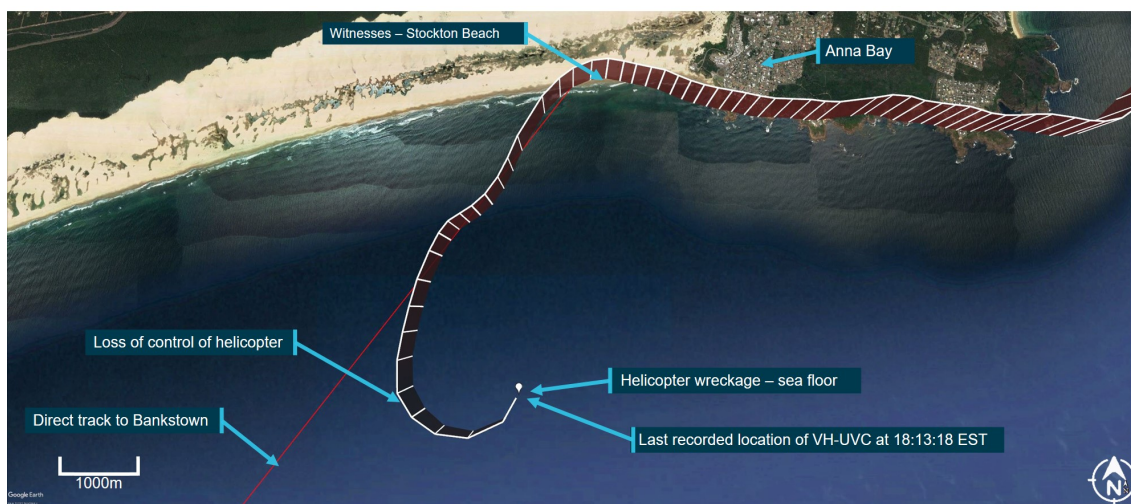 Witnesses – Stockton Beach
Anna Bay
Loss of control of helicopter
Helicopter wreckage – sea floor
Direct track to Bankstown
Last recorded location of VH-UVC at 18:13:18 EST
1000m
Google Earth
N